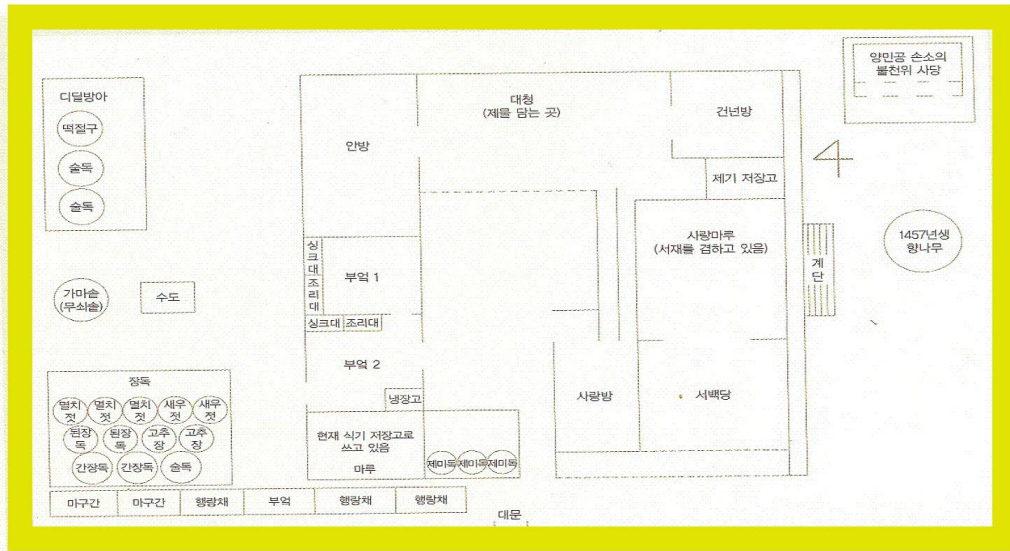 양민공 손소의
불천위 사당
디딜방아
떡절구
술독
술독
대청
(제물 담는 곳)
건넌방
안방
제기 저장고
사랑마루
(서재를 겸하고 있음)
1457년생
향나무
계단
싱크대
조리대
부엌 1
싱크대
조리대
가마솥
(무쇠솥)
수도
부엌 2
냉장고
사랑방
서백당
장독
멸치
젓
멸치
젓
멸치
젓
새우
젓
새우
젓
된장
독
된장
독
고추
장
고추
장
간장독
간장독
술독
현재 식기 저장고로
쓰고 있음
마루
제미독
제미독
제미독
마구간
마구간
행랑채
부엌
행랑채
행랑채
대문